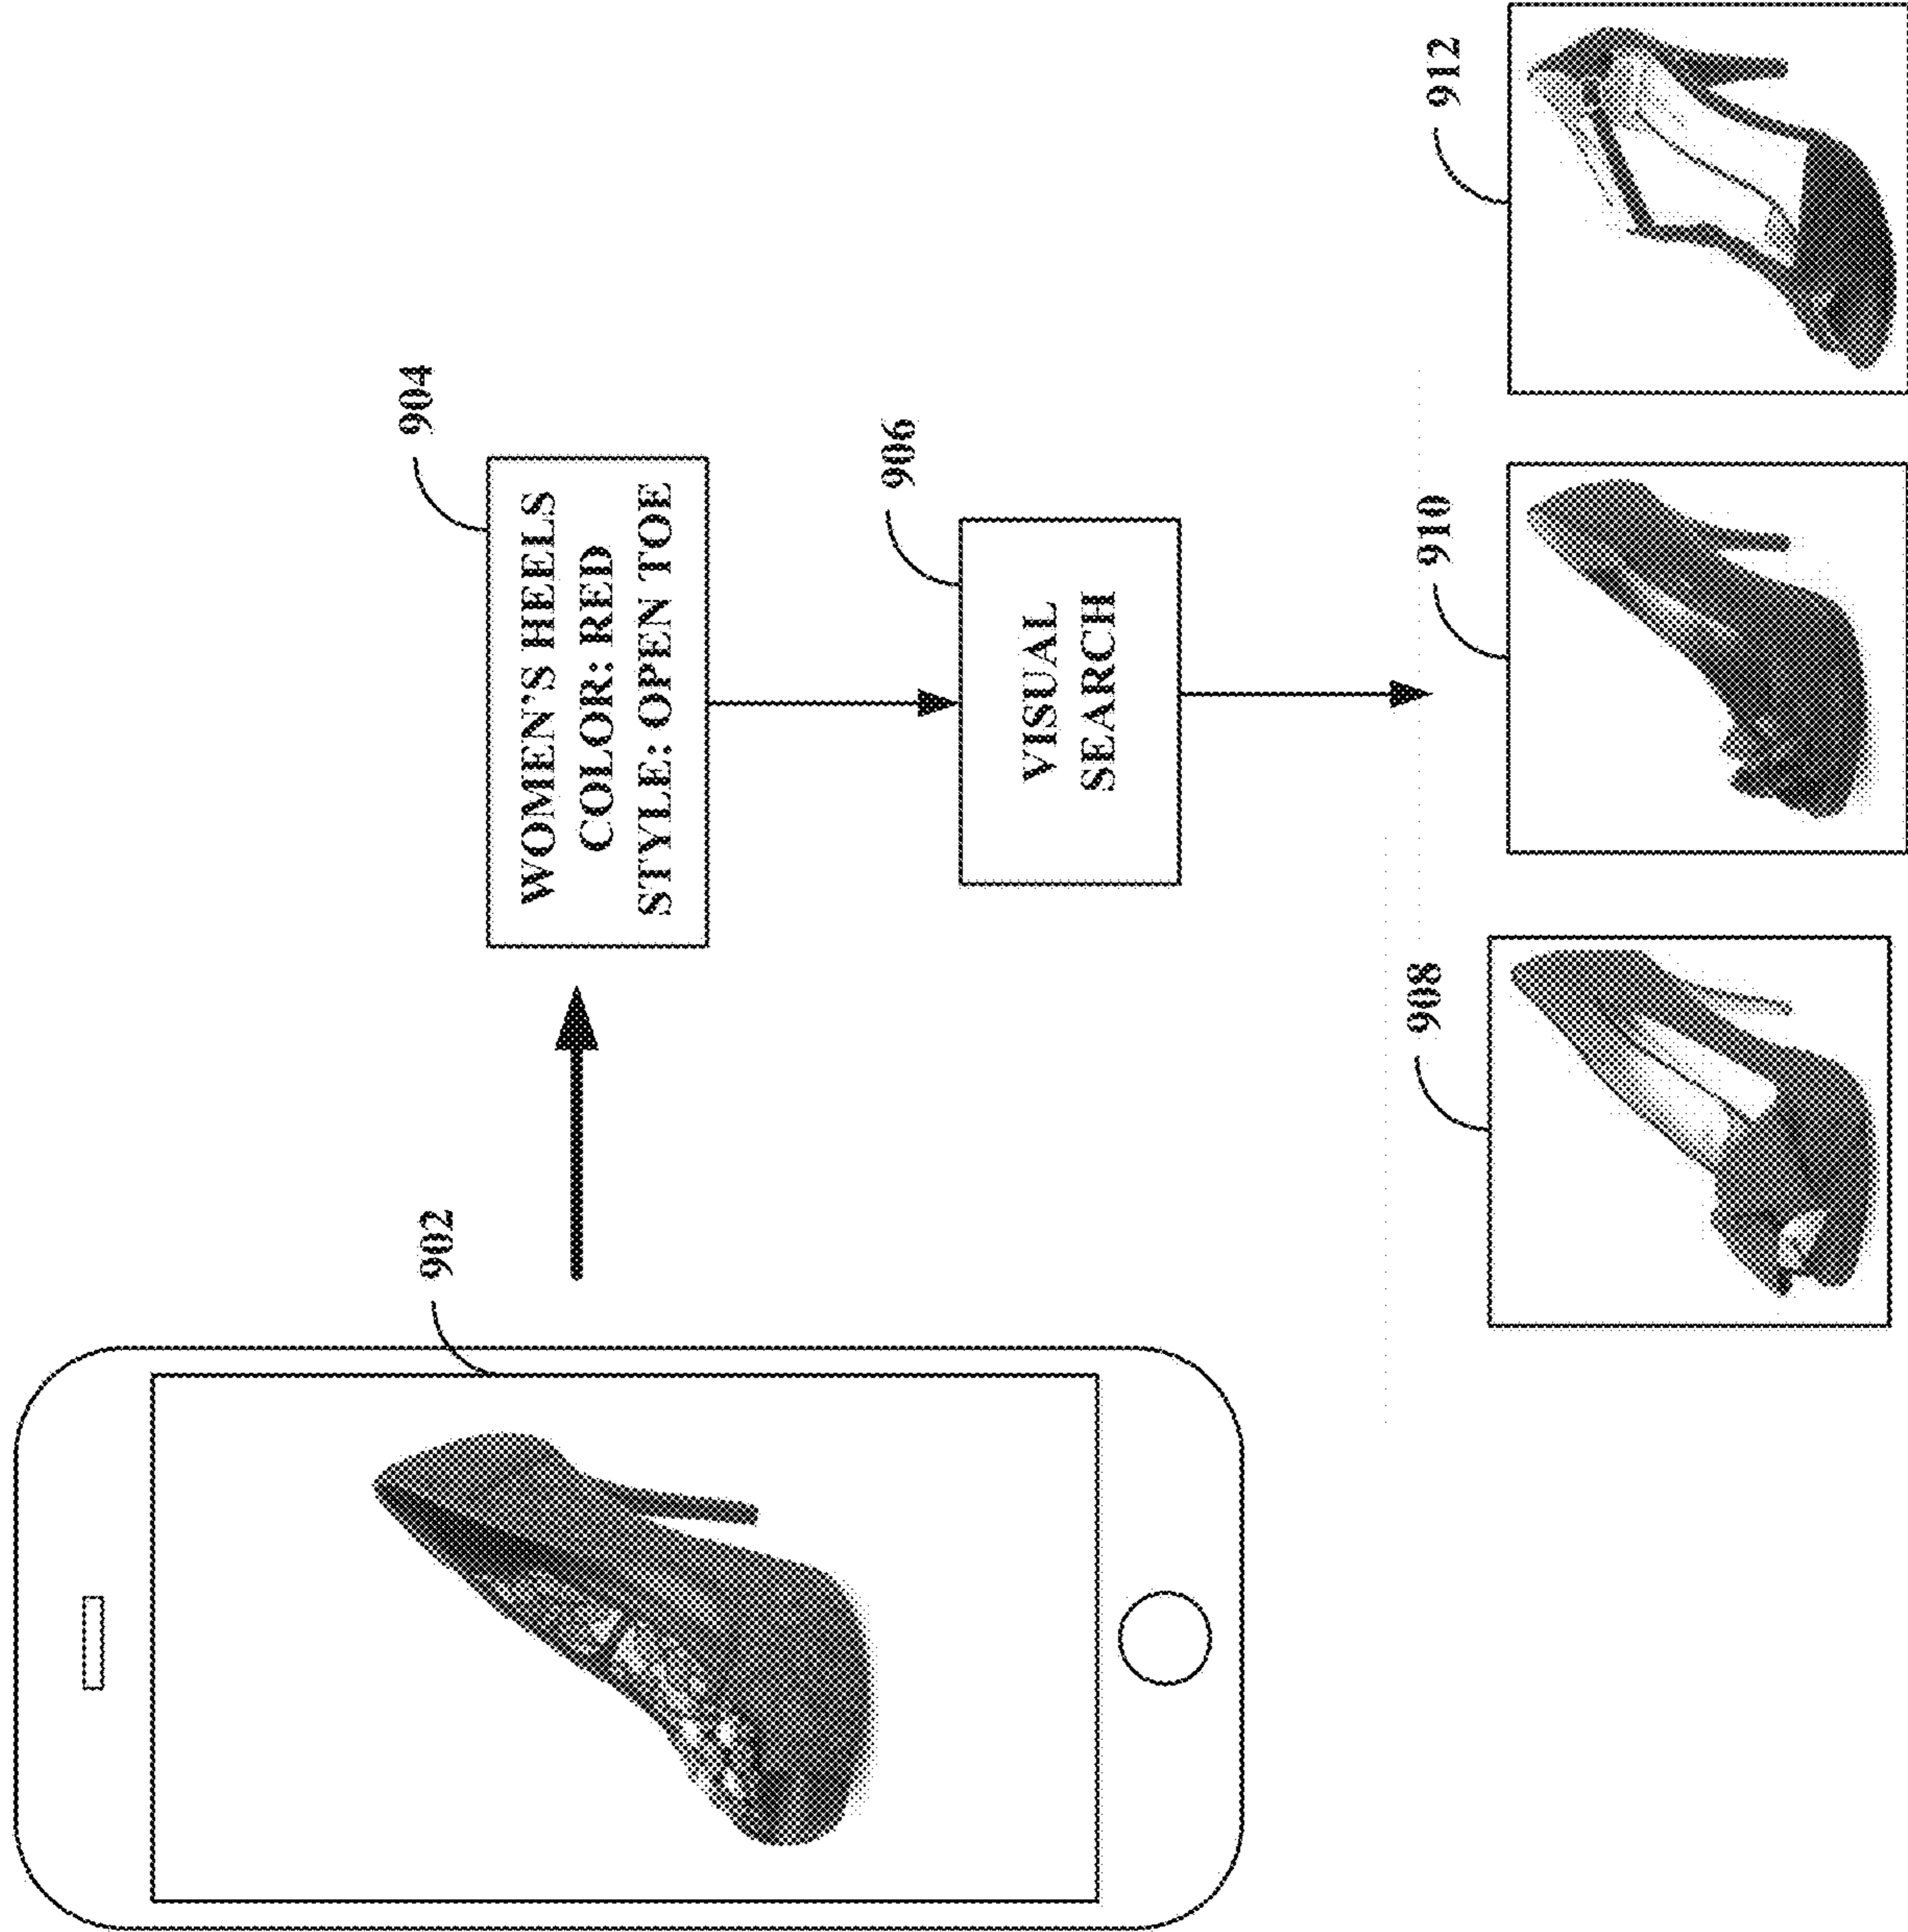 902
904
WOMEN'S HEELS
COLOR: RED
STYLE: OPEN TOE
906
VISUAL
SEARCH
908
910
912